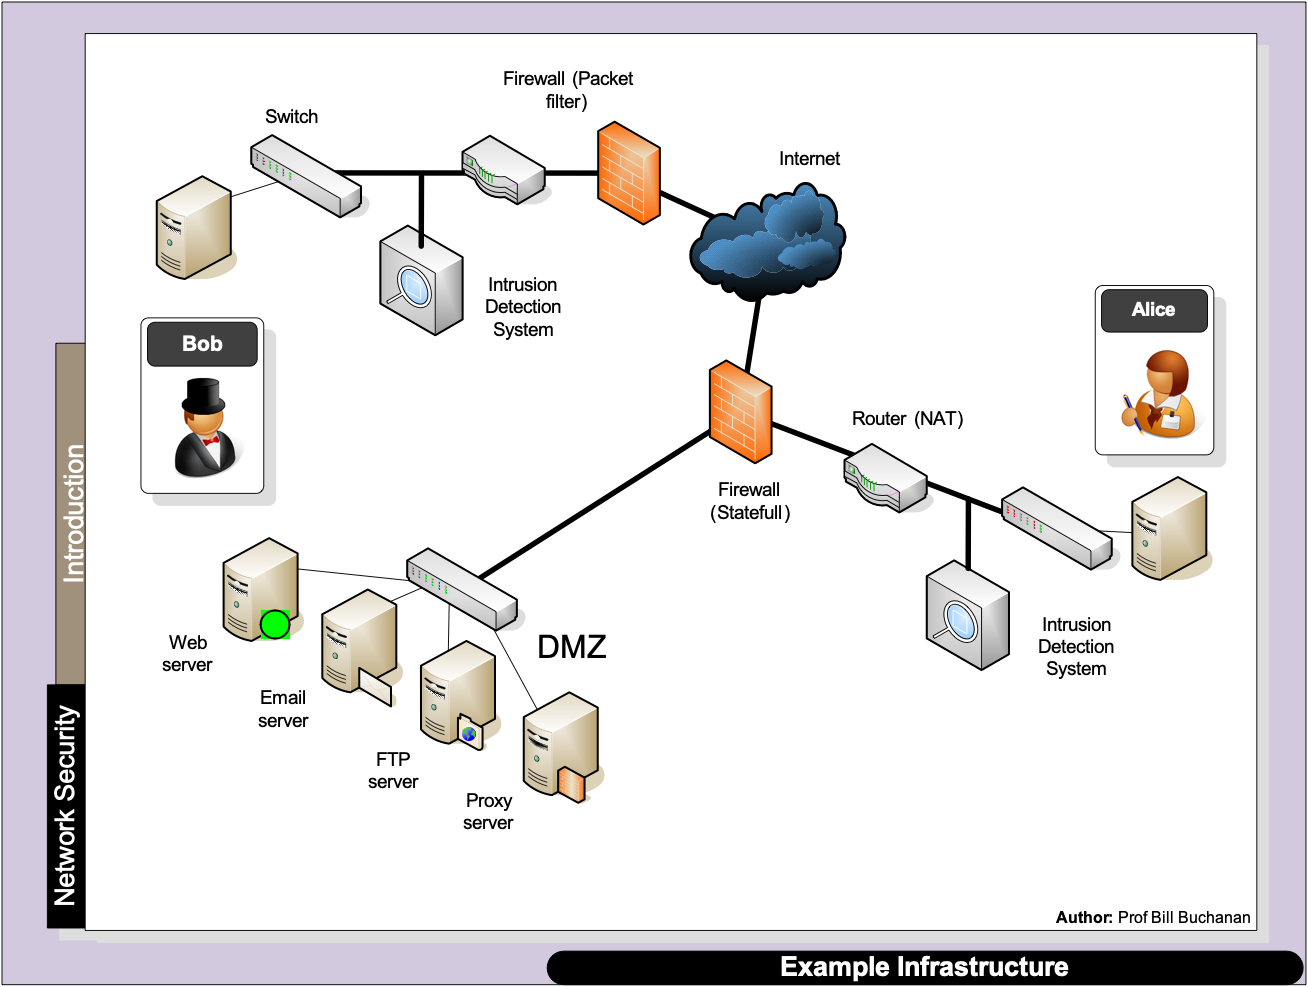 Firewall (Packet
filter)
Switch
Internet
Intrusion
Detection
System
Bob
Alice
Router (NAT)
Firewall
(Statefull)
Web
server
Email
server
FTP
server
Proxy
server
DMZ
Intrusion
Detection
System
Introduction
Network Security
Author: Prof Bill Buchanan
Example Infrastructure